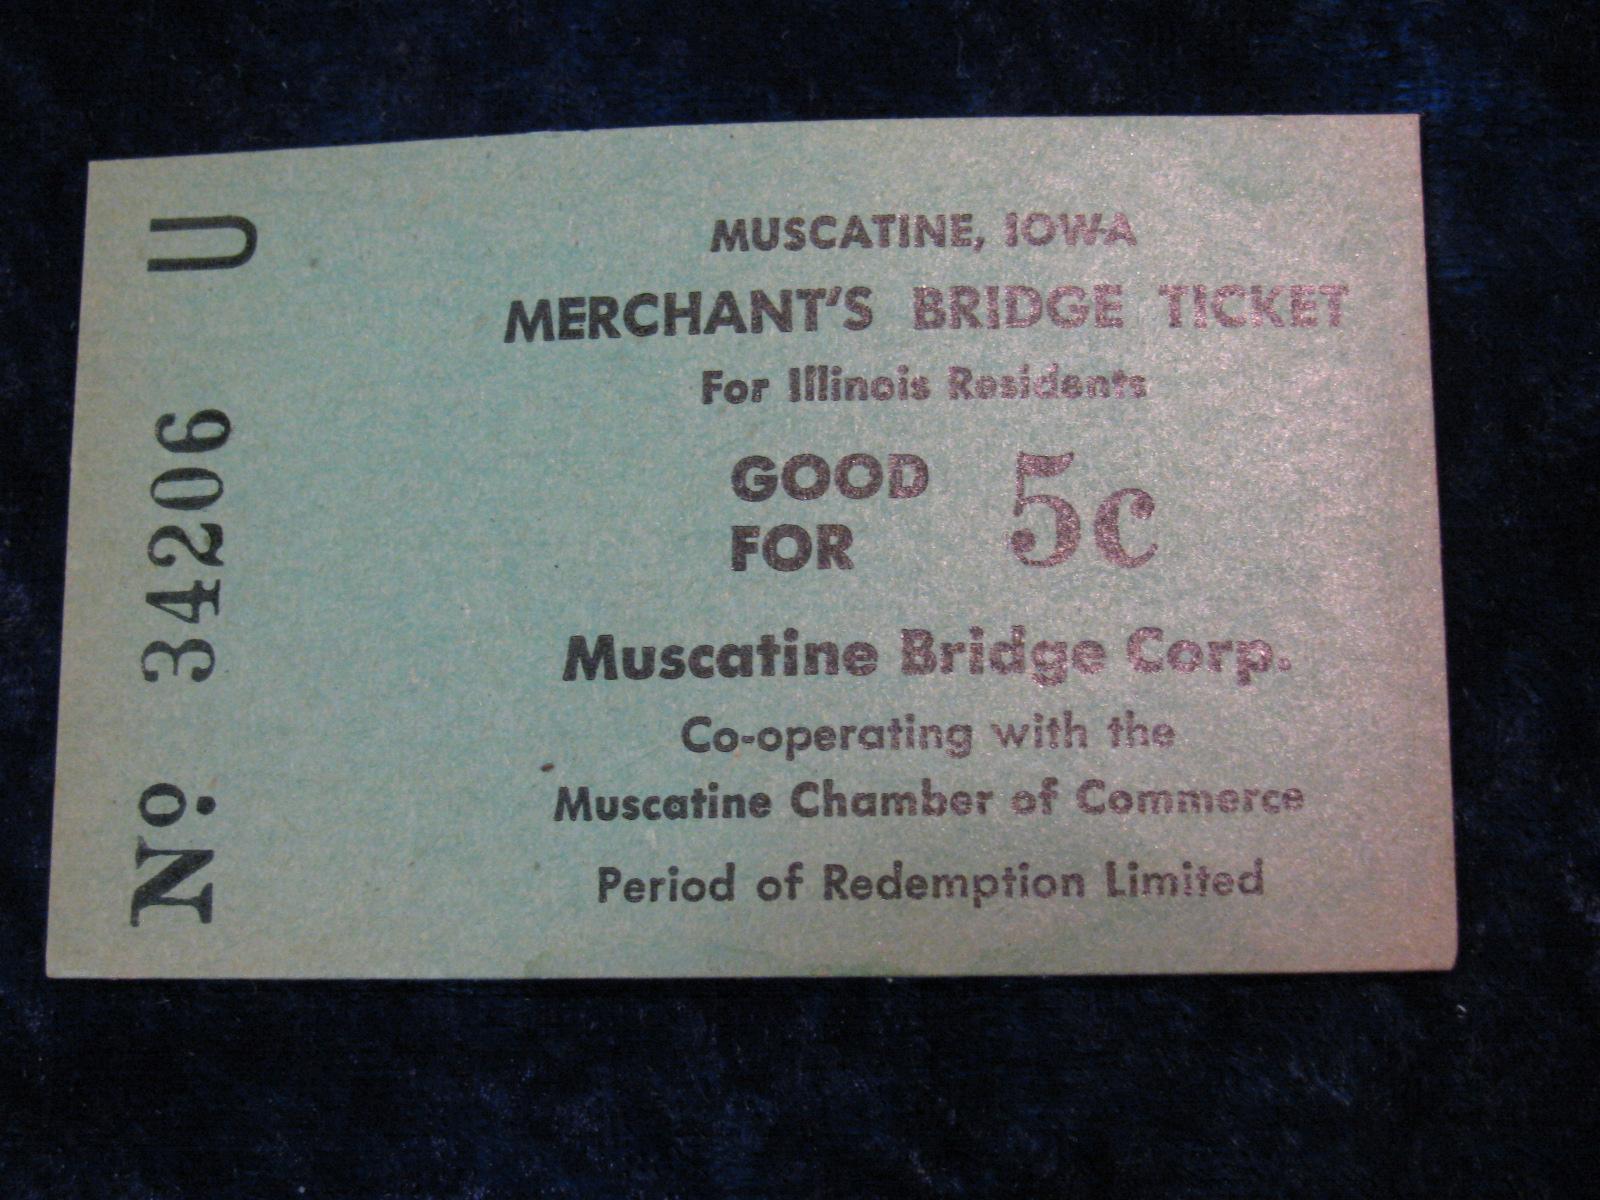 MUSCATINE, IOWA
MERCHANT'S BRIDGE TICKET
For Illinois Residents
GOOD FOR 5c
Muscatine Bridge Corp.
Co-operating with the
Muscatine Chamber of Commerce
Period of Redemption Limited
No. 34206 U